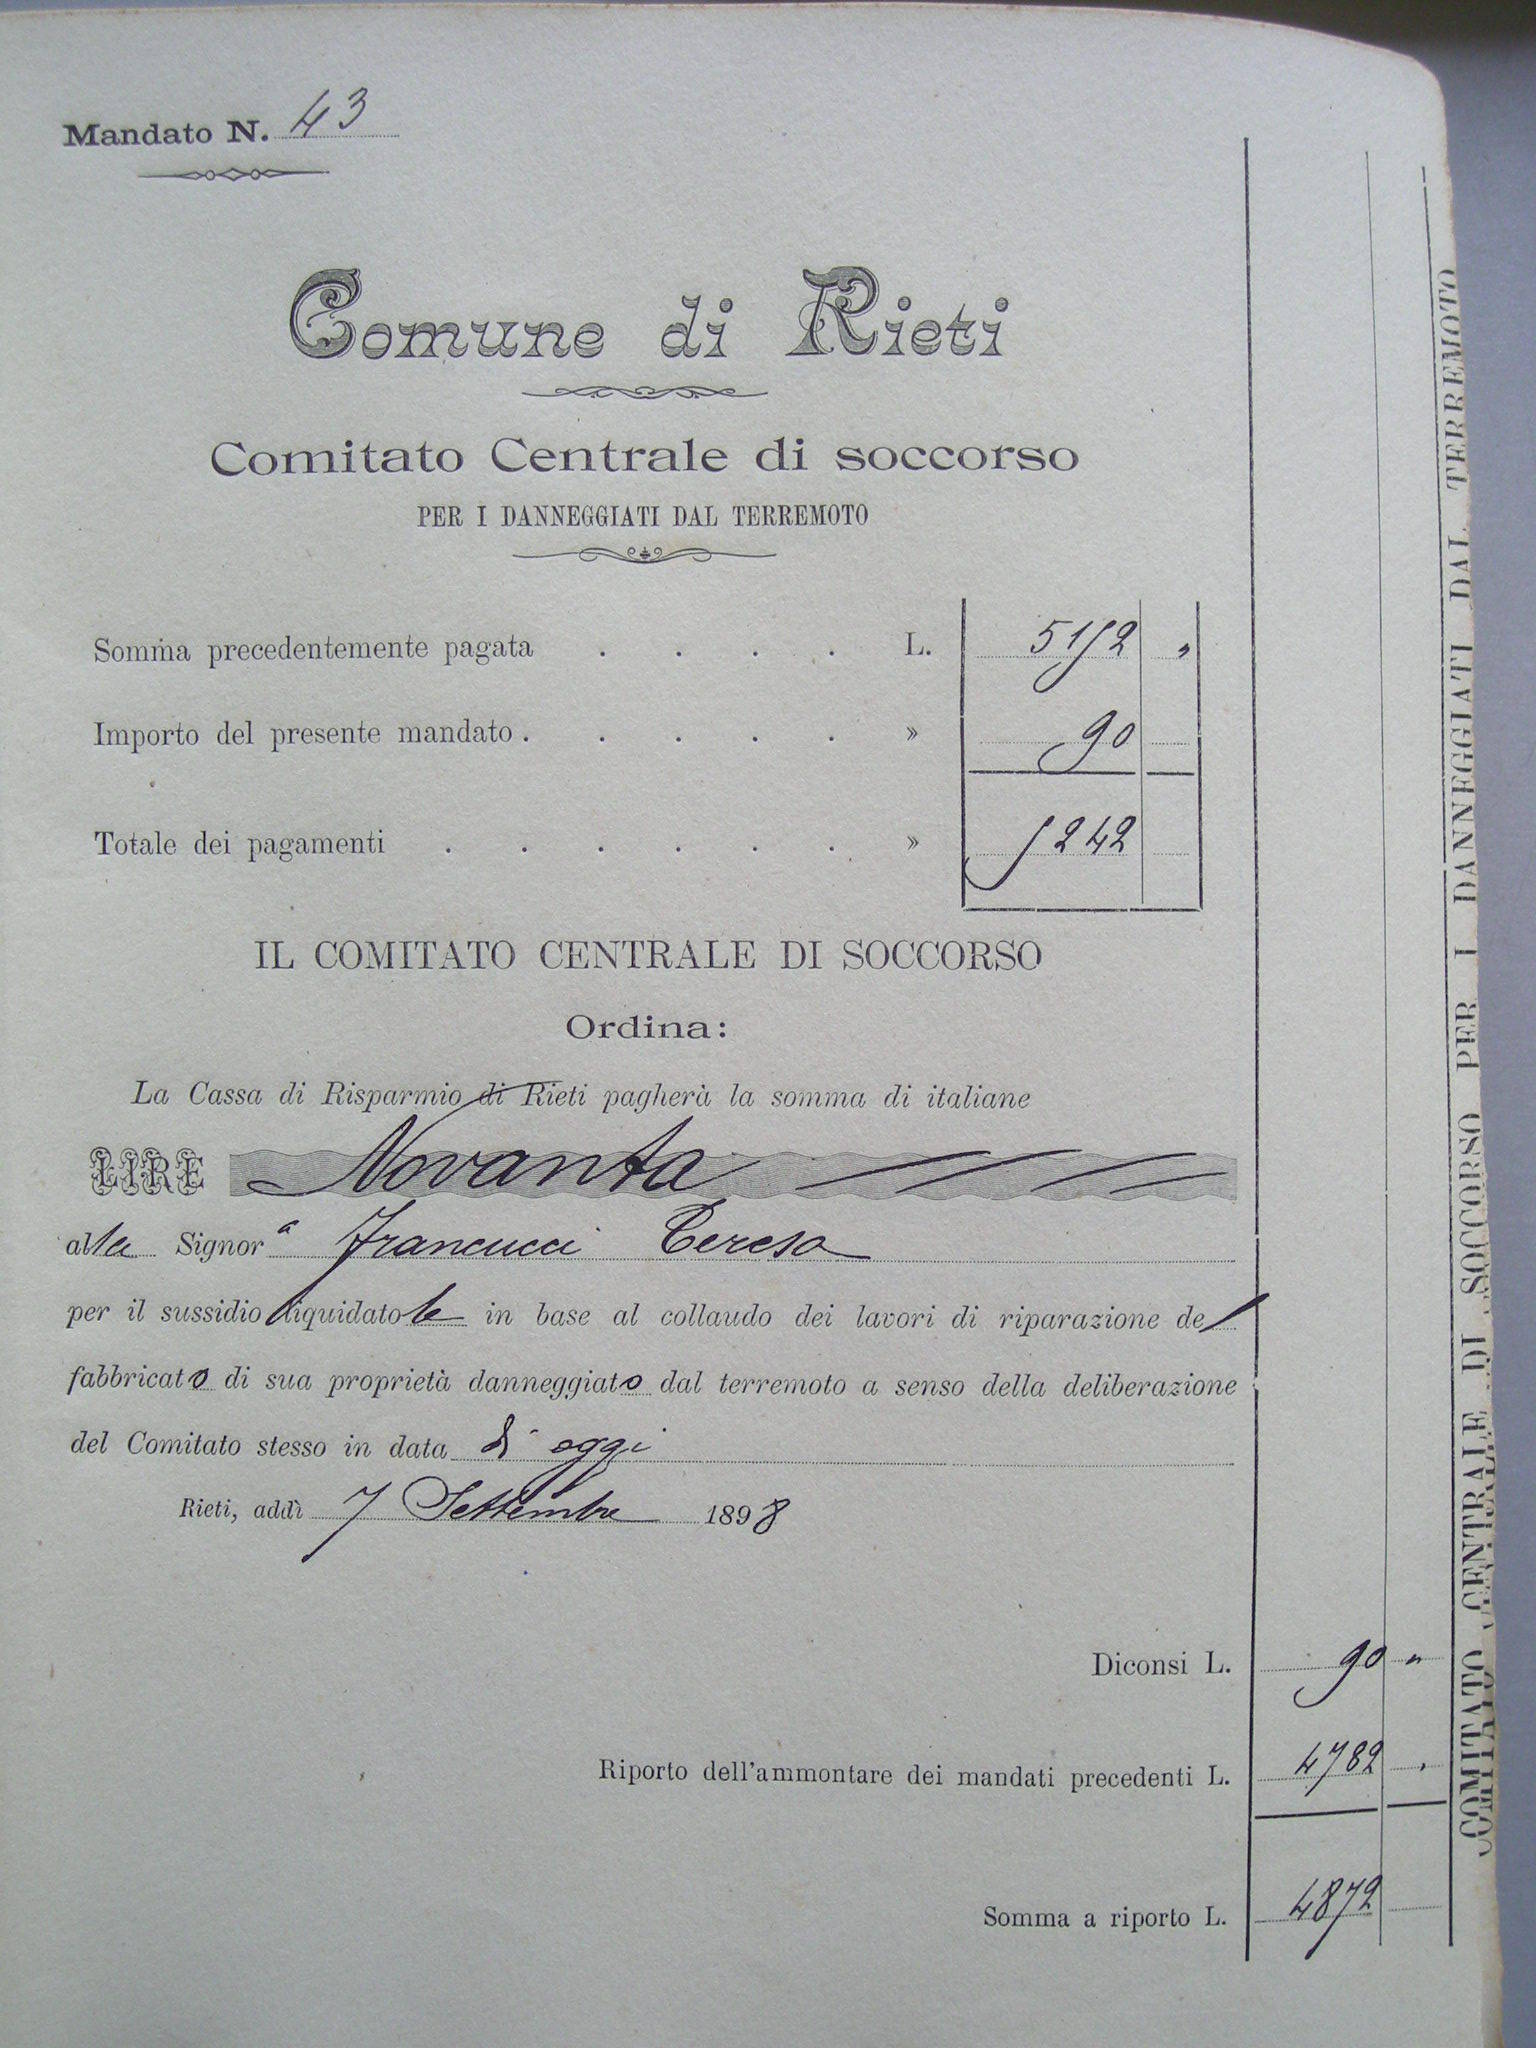 Mandato N. 43
Comune di Rieti
Comitato Centrale di soccorso
PER I DANNEGGIATI DAL TERREMOTO
Somma precedentemente pagata . . . . L. 5152 "
Importo del presente mandato . . . . . » 90
Totale dei pagamenti . . . . . . » 5242
IL COMITATO CENTRALE DI SOCCORSO
Ordina:
La Cassa di Risparmio di Rieti pagherà la somma di italiane
LIRE Novanta
alla Signora Francucci Teresa
per il sussidio liquidatole in base al collaudo dei lavori di riparazione del
fabbricato di sua proprietà danneggiato dal terremoto a senso della deliberazione
del Comitato stesso in data di oggi
Rieti, addì 7 Settembre 1898
Diconsi L. 90 "
Riporto dell'ammontare dei mandati precedenti L. 4782 "
Somma a riporto L. 4872
COMITATO CENTRALE DI SOCCORSO PER I DANNEGGIATI DAL TERREMOTO